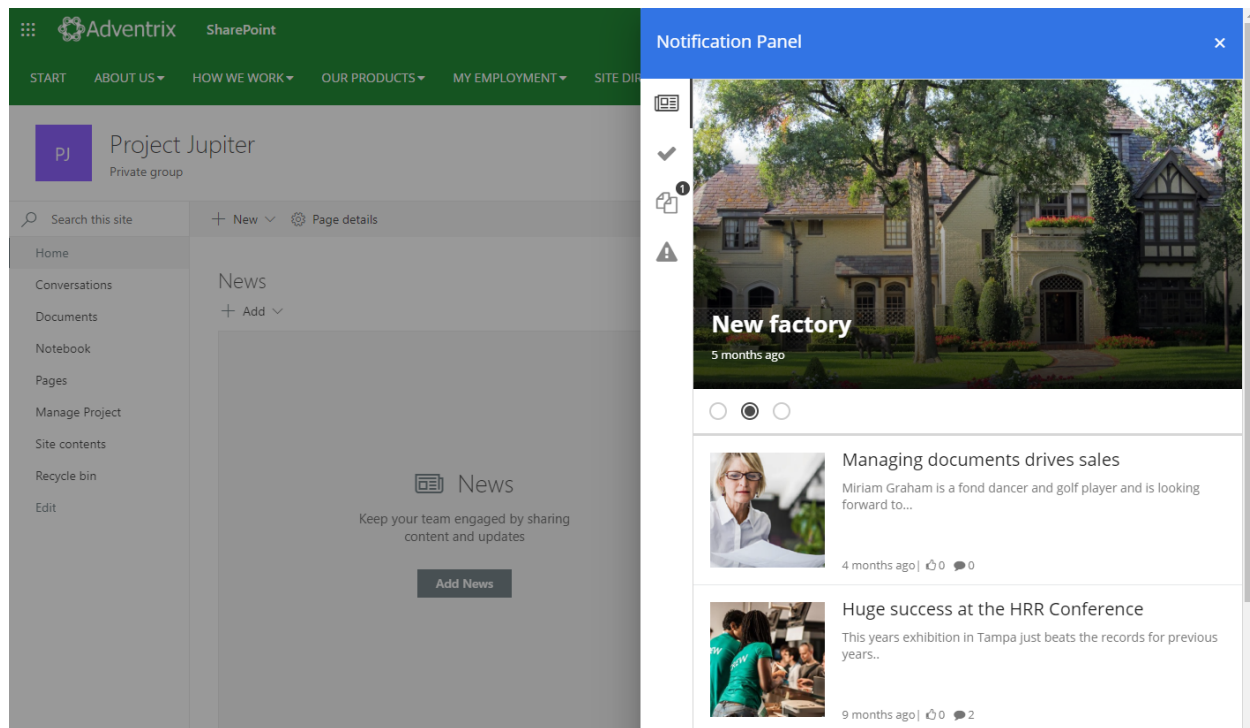 Adventrix SharePoint
START ABOUT US HOW WE WORK OUR PRODUCTS MY EMPLOYMENT SITE DIR
PJ
Project Jupiter
Private group
Search this site
New Page details
Home
Conversations
Documents
Notebook
Pages
Manage Project
Site contents
Recycle bin
Edit
News
Add
News
Keep your team engaged by sharing
content and updates
Add News
Notification Panel
1
New factory
5 months ago
Managing documents drives sales
Miriam Graham is a fond dancer and golf player and is looking
forward to...
4 months ago| 0 0
Huge success at the HRR Conference
This years exhibition in Tampa just beats the records for previous
years..
9 months ago| 0 2